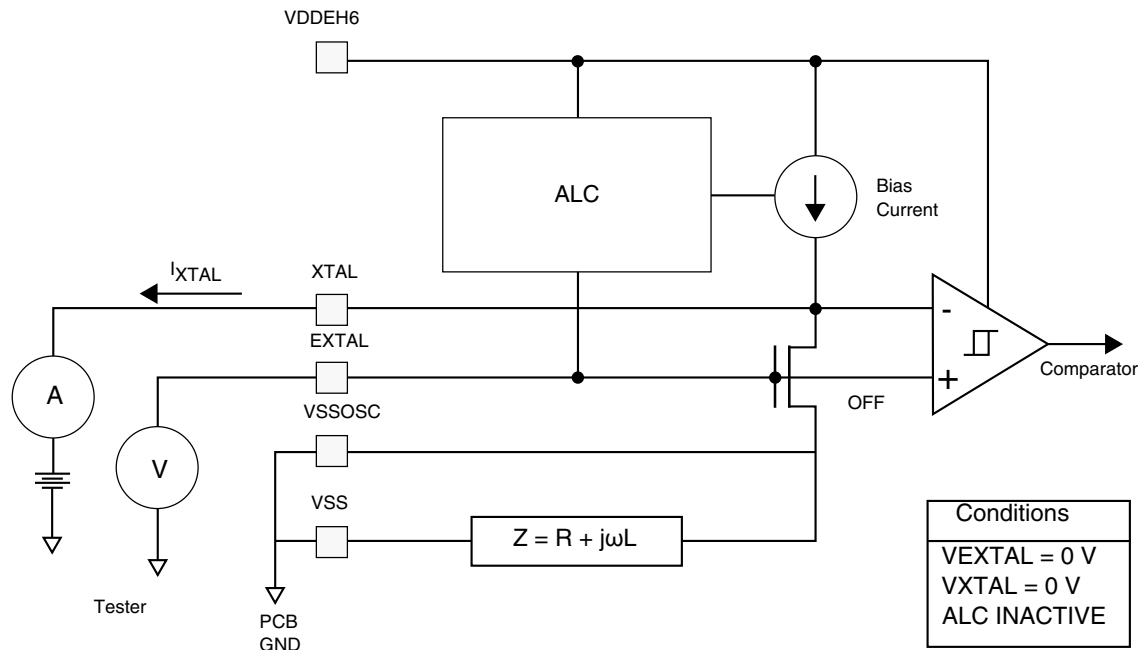 VDDEH6
ALC
Bias
Current
IXTAL
XTAL
-
EXTAL
Comparator
A
+
OFF
VSSOSC
V
VSS
Z = R + jωL
Conditions
VEXTAL = 0 V
VXTAL = 0 V
ALC INACTIVE
Tester
PCB
GND